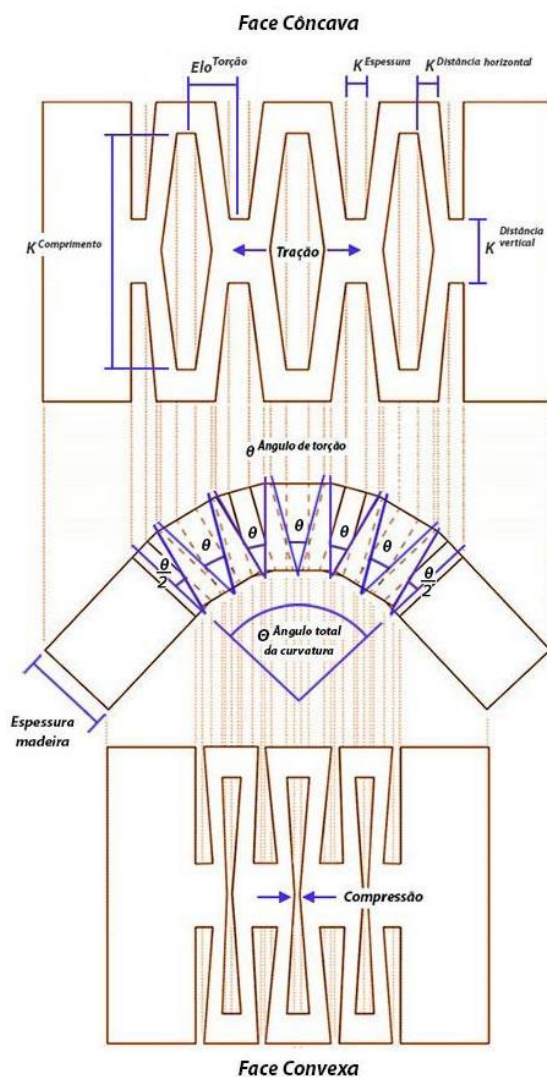 Face Côncava
Elo Torção
K Espessura
K Distância horizontal
K Comprimento
Tração
K Distância
vertical
θ Ângulo de torção
θ
θ
θ
θ
θ
θ/2
θ/2
Θ Ângulo total
da curvatura
Espessura
madeira
Compressão
Face Convexa